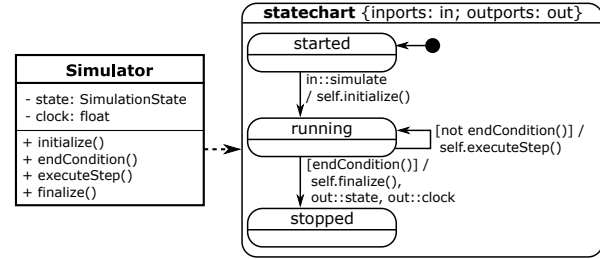 statechart {inports: in; outports: out}
started
in::simulate
/ self.initialize()
Simulator
- state: SimulationState
- clock: float
+ initialize()
+ endCondition()
+ executeStep()
+ finalize()
running
[not endCondition()] /
self.executeStep()
[endCondition()] /
self.finalize(),
out::state, out::clock
stopped